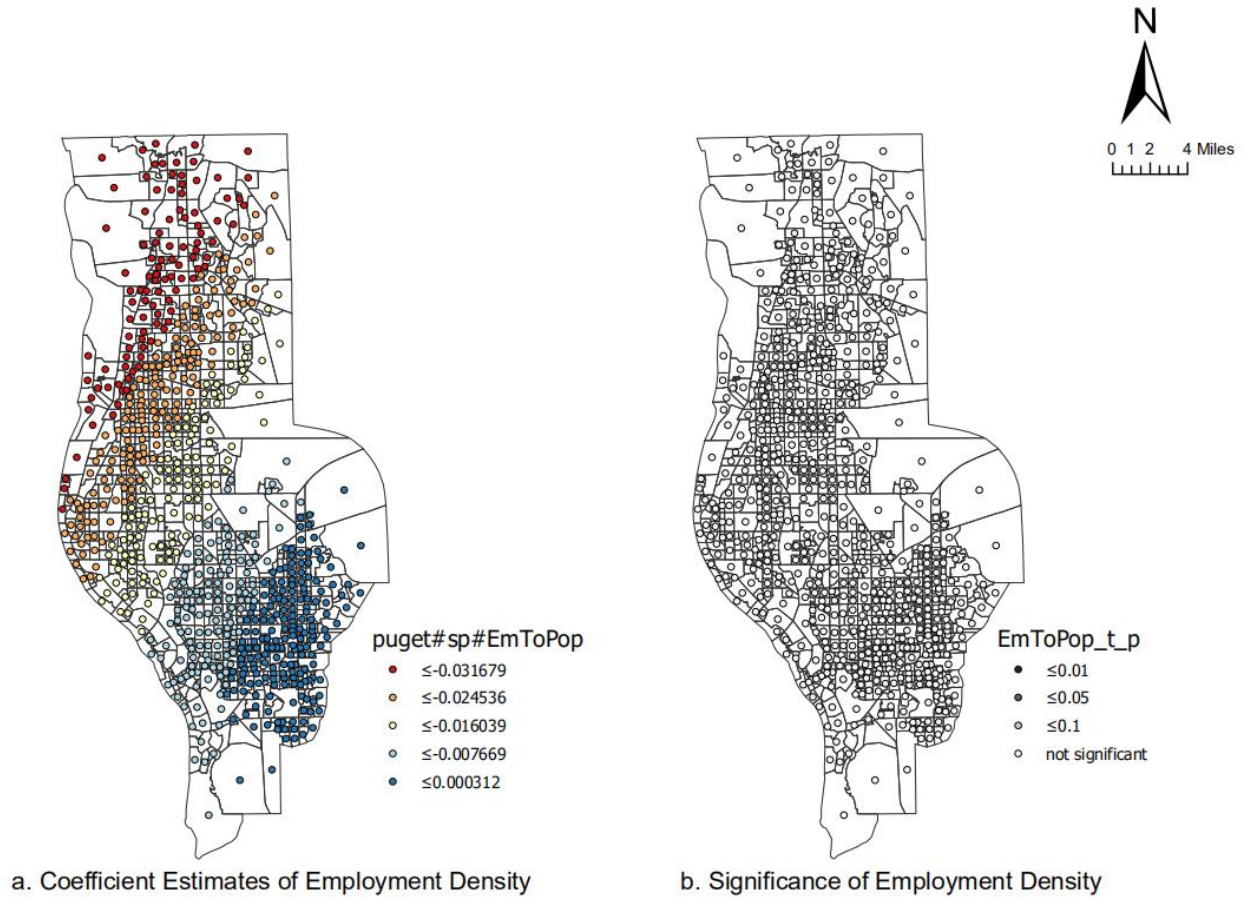 N
0 1 2 4 Miles
puget#sp#EmToPop
≤-0.031679
≤-0.024536
≤-0.016039
≤-0.007669
≤0.000312
EmToPop_t_p
≤0.01
≤0.05
≤0.1
not significant
a. Coefficient Estimates of Employment Density
b. Significance of Employment Density